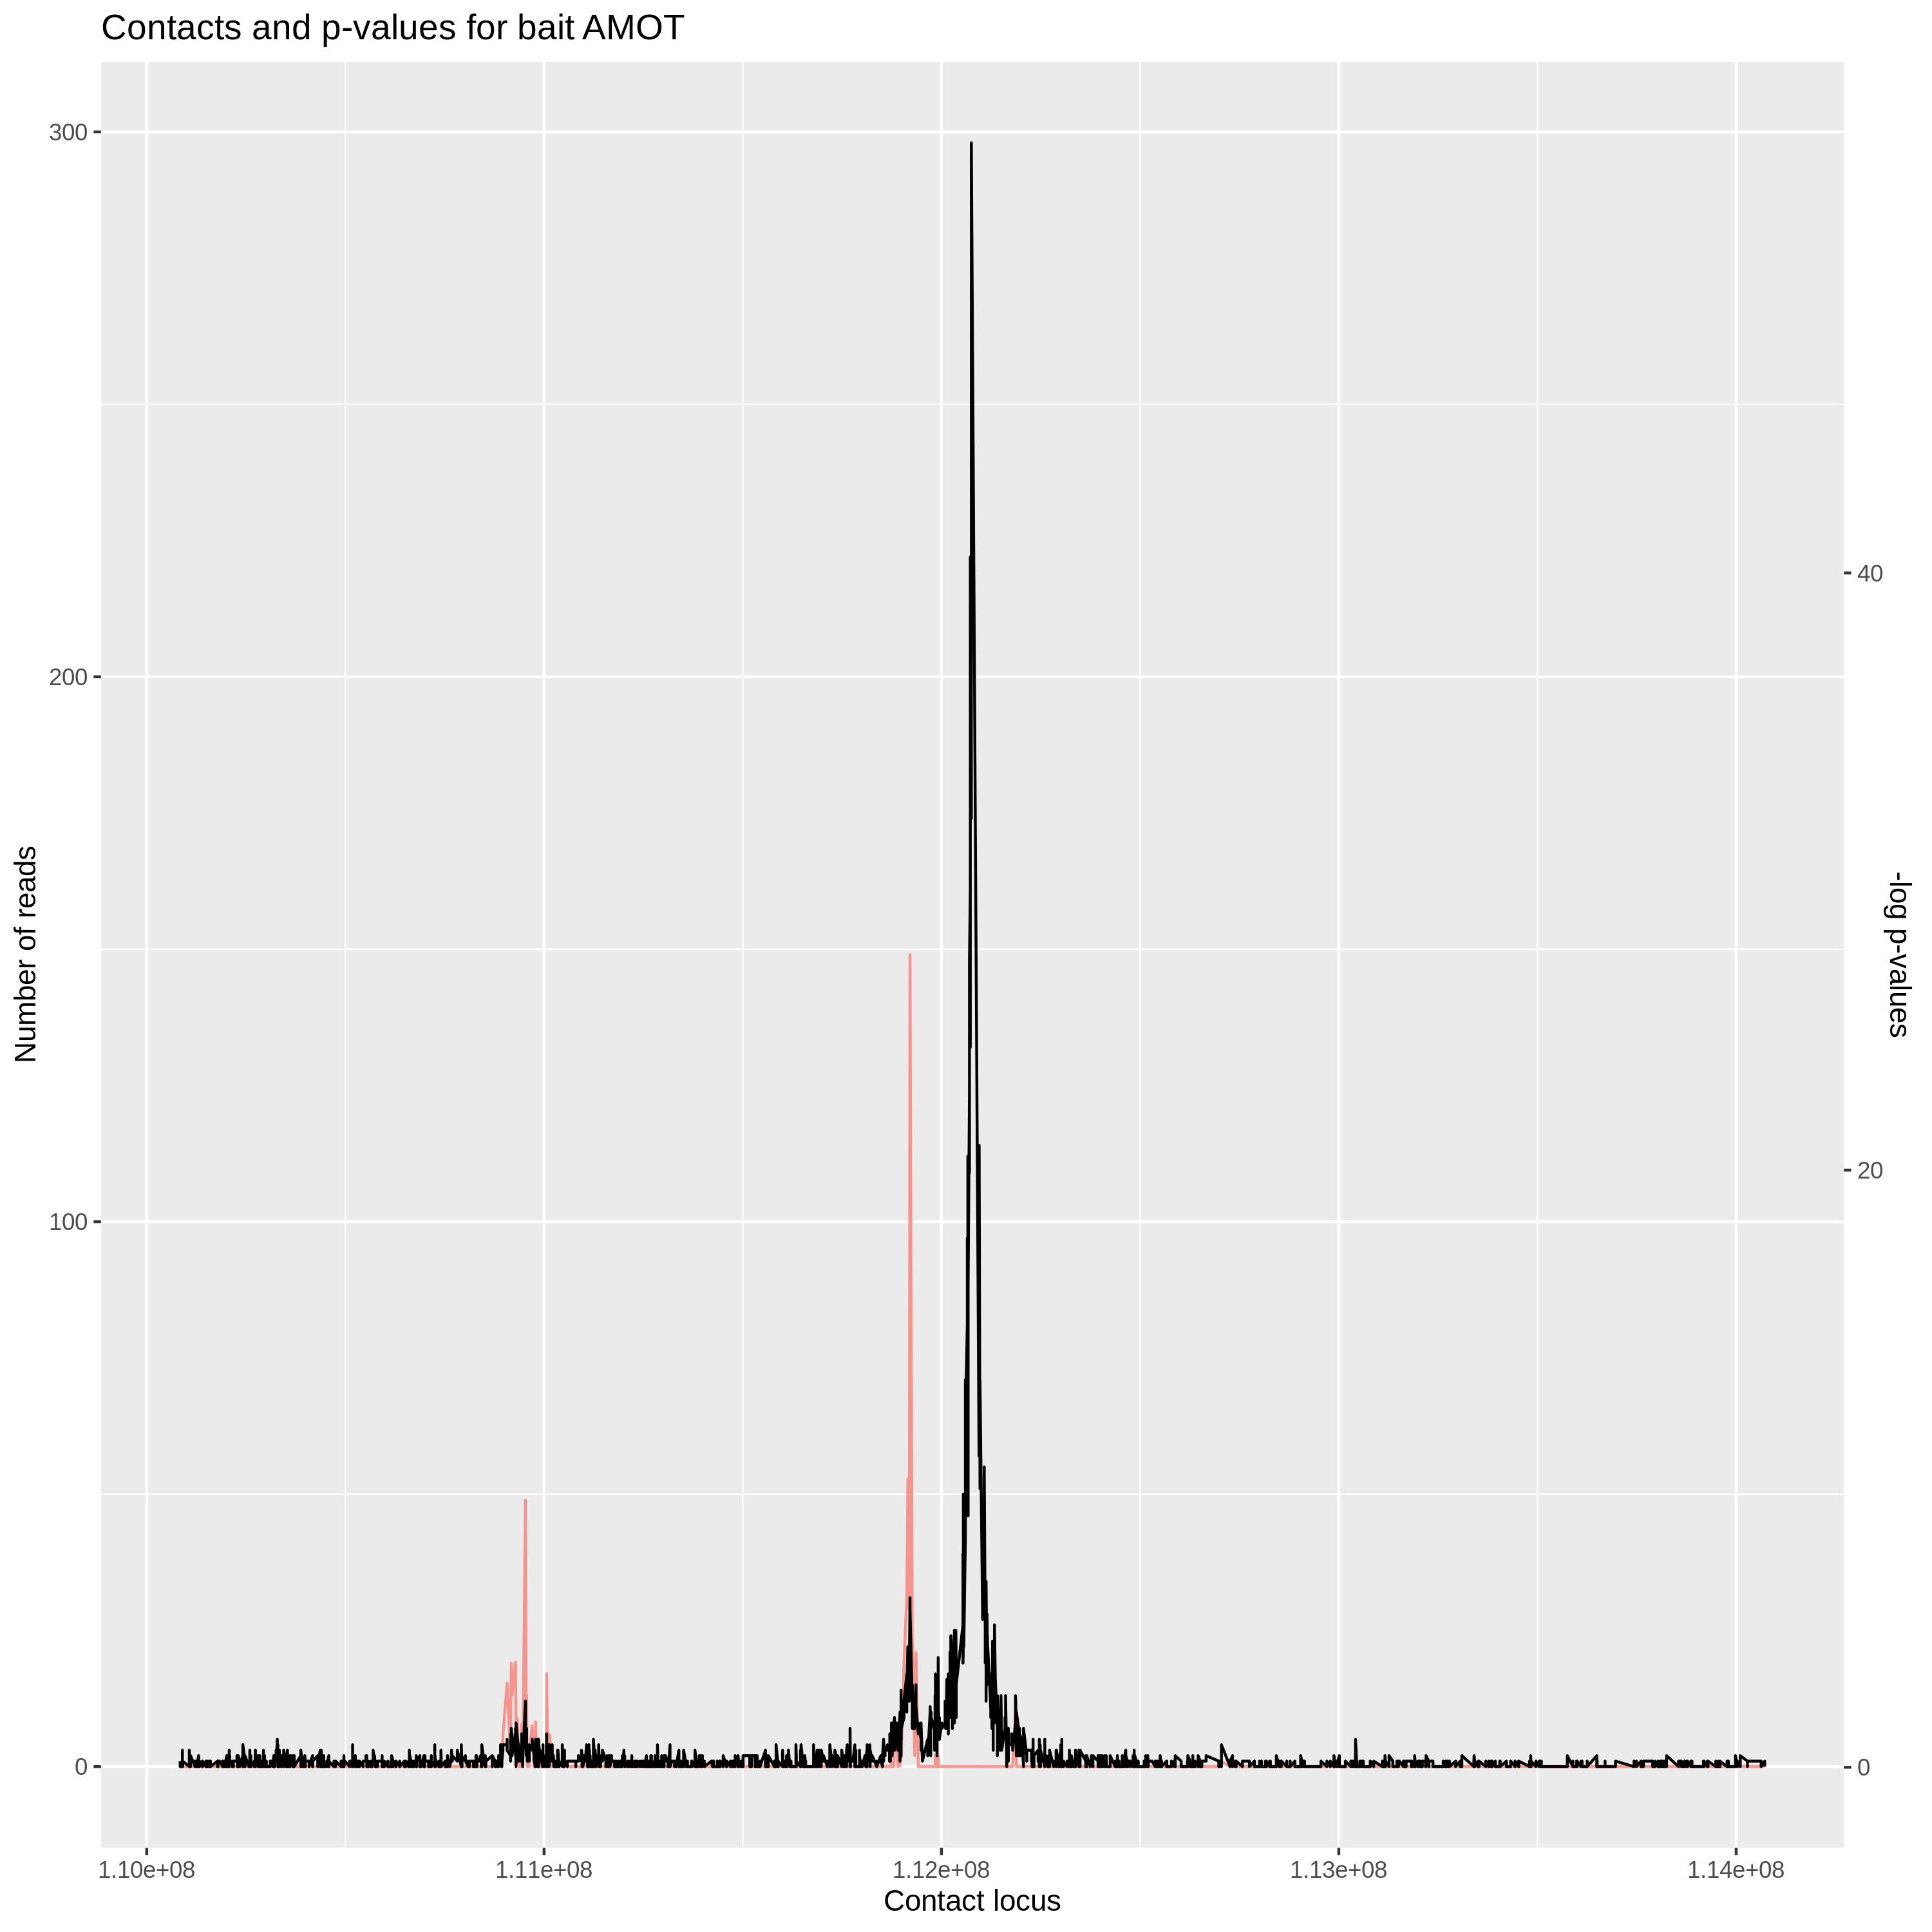 Contacts and p-values for bait AMOT
300
200
100
0
Number of reads
40
20
0
-log p-values
1.10e+08
1.11e+08
1.12e+08
1.13e+08
1.14e+08
Contact locus